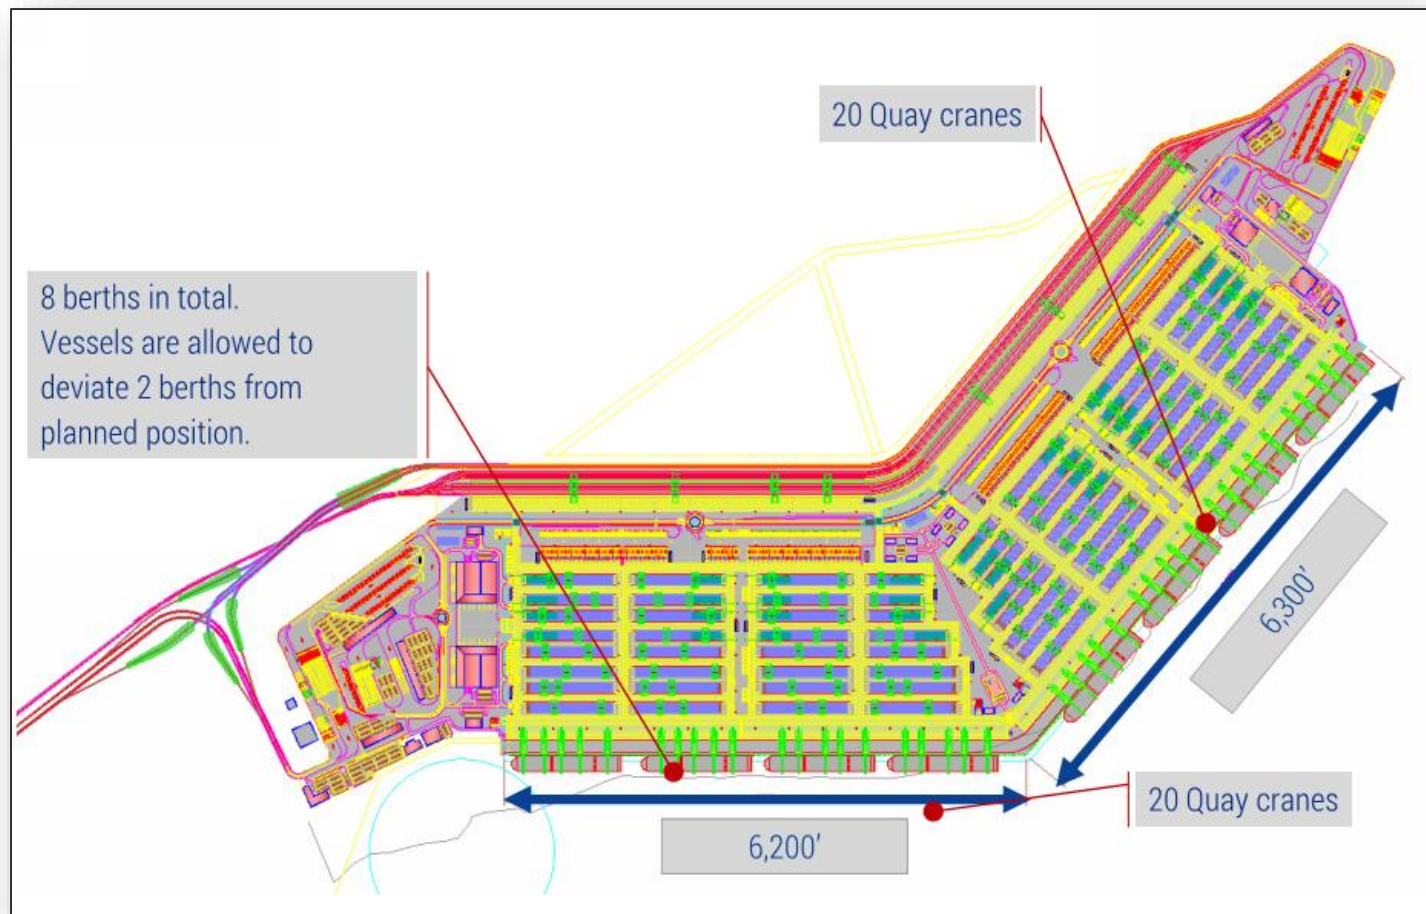 20 Quay cranes
8 berths in total.
Vessels are allowed to
deviate 2 berths from
planned position.
6,300’
20 Quay cranes
6,200’